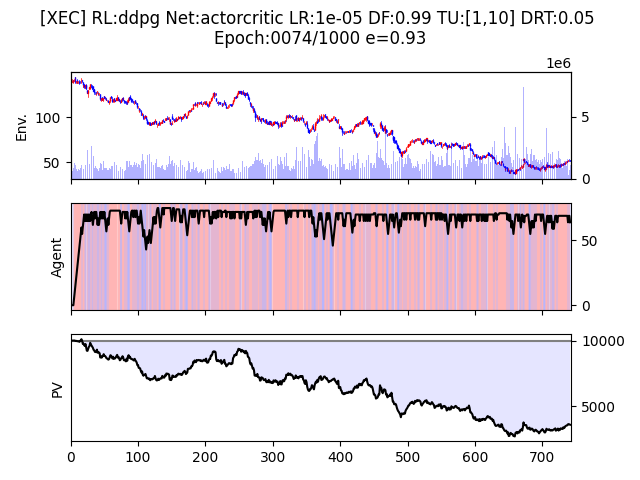 [XEC] RL:ddpg Net:actorcritic LR:1e-05 DF:0.99 TU:[1,10] DRT:0.05
Epoch:0074/1000 e=0.93
1e6
Env.
100
50
5
0
Agent
50
0
PV
10000
5000
0 100 200 300 400 500 600 700